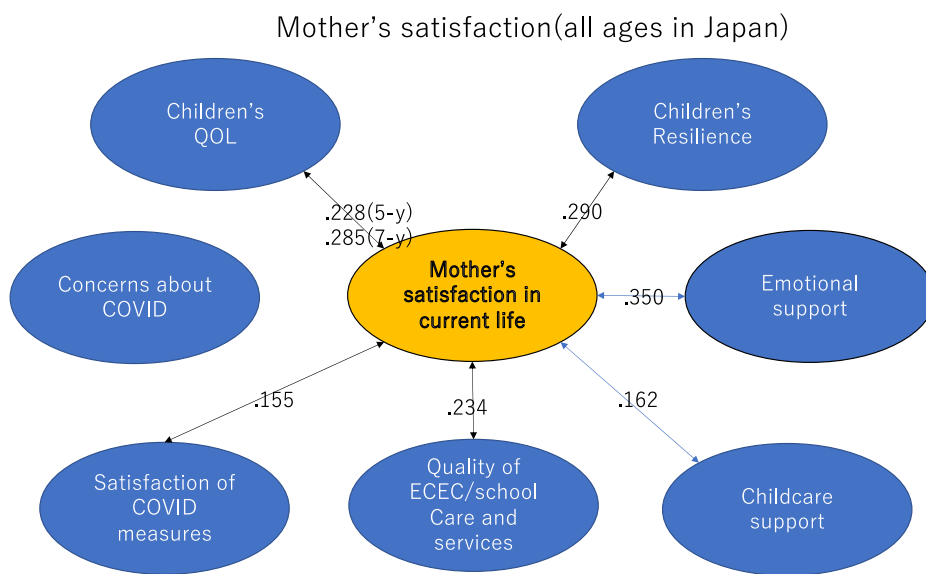 Mother’s satisfaction(all ages in Japan)
Children’s
QOL
Children’s
Resilience
.228(5-y)
.285(7-y)
.290
Concerns about
COVID
Mother’s
satisfaction in
current life
.350
Emotional
support
.155
.234
.162
Satisfaction of
COVID
measures
Quality of
ECEC/school
Care and
services
Childcare
support